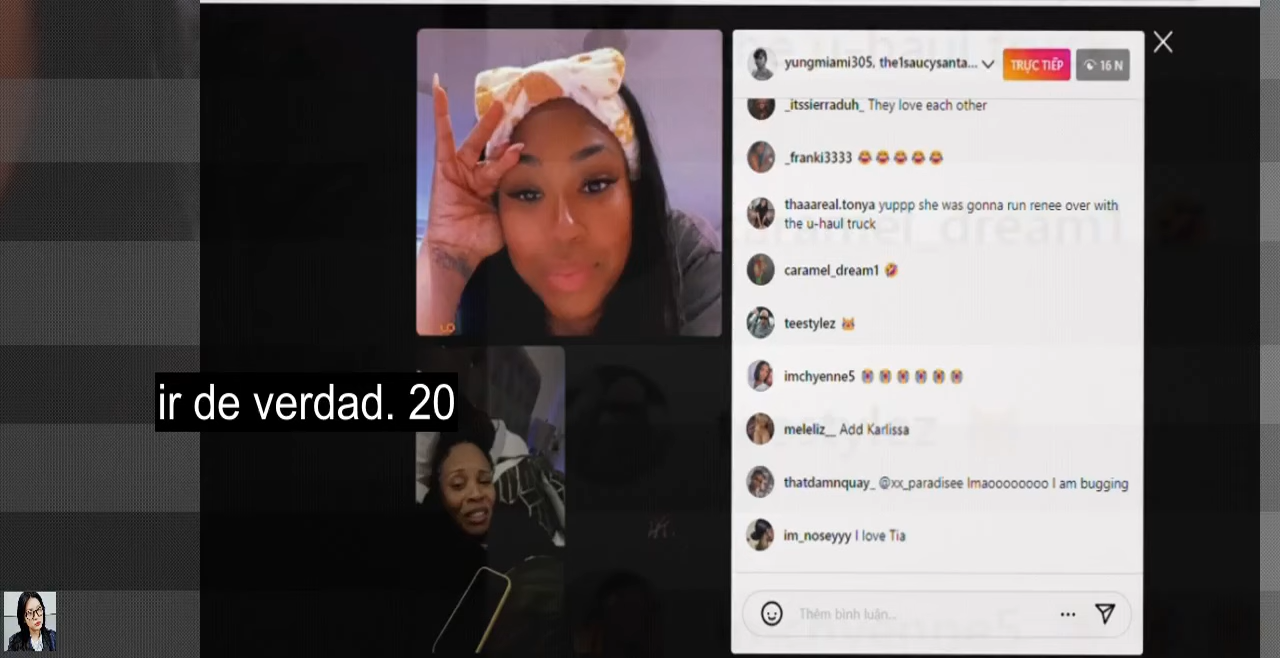 yungmiami305, the1saucysanta...
TRỰC TIẾP
16 N
_itssierraduh_ They love each other
_franki3333 😂 😂 😂 😂 😂
thaaareal.tonya yuppp she was gonna run renee over with
the u-haul truck
caramel_dream1 🤣
teestylez 😹
imchyenne5 😭 😭 😭 😭 😭 😭
meleliz__ Add Karlissa
thatdamnquay_ @xx_paradisee lmaoooooooo I am bugging
im_noseyyy I love Tia
Thêm bình luận...
ir de verdad. 20